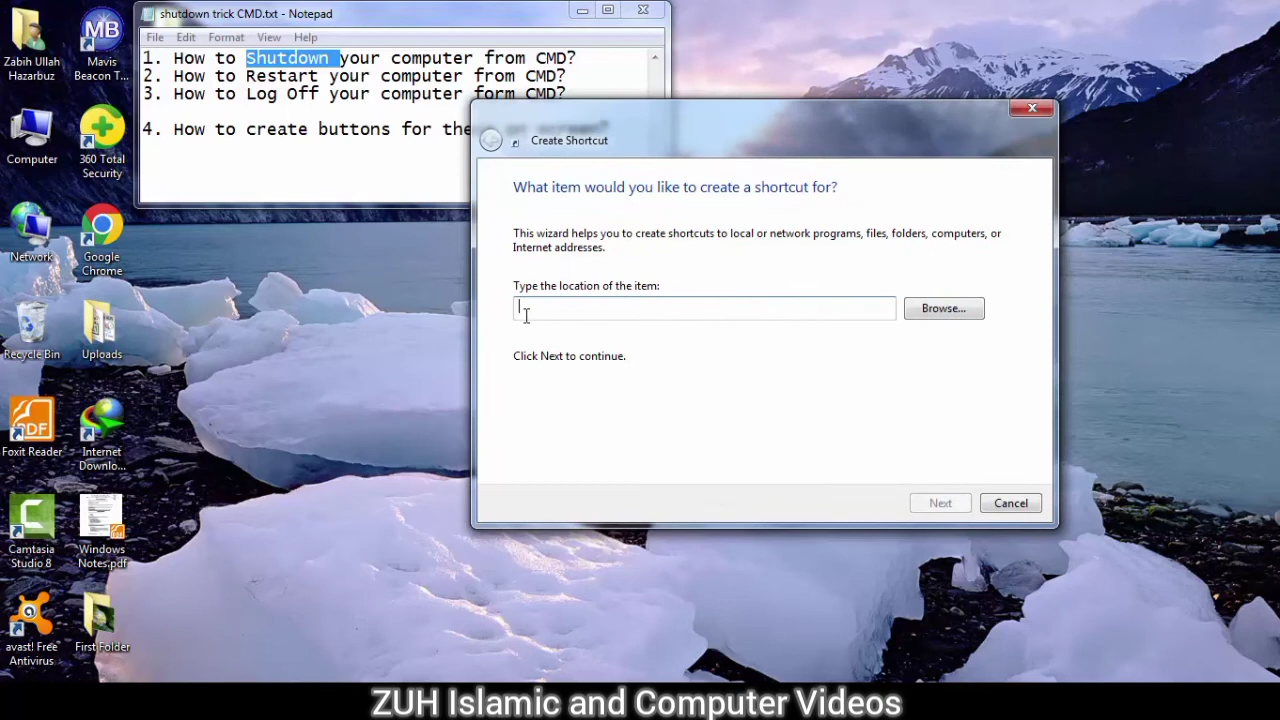 shutdown trick CMD.txt - Notepad
File Edit Format View Help
1. How to Shutdown your computer from CMD?
2. How to Restart your computer from CMD?
3. How to Log Off your computer form CMD?
4. How to create buttons for the
Create Shortcut
What item would you like to create a shortcut for?
This wizard helps you to create shortcuts to local or network programs, files, folders, computers, or
Internet addresses.
Type the location of the item:
Browse...
Click Next to continue.
Next
Cancel
Zabih Ullah
Hazarbuz
MB
Mavis
Beacon T...
Computer
360 Total
Security
Network
Google
Chrome
Recycle Bin
Uploads
PDF
Foxit Reader
Internet
Downlo...
Camtasia
Studio 8
Windows
Notes.pdf
avast! Free
Antivirus
First Folder
ZUH Islamic and Computer Videos